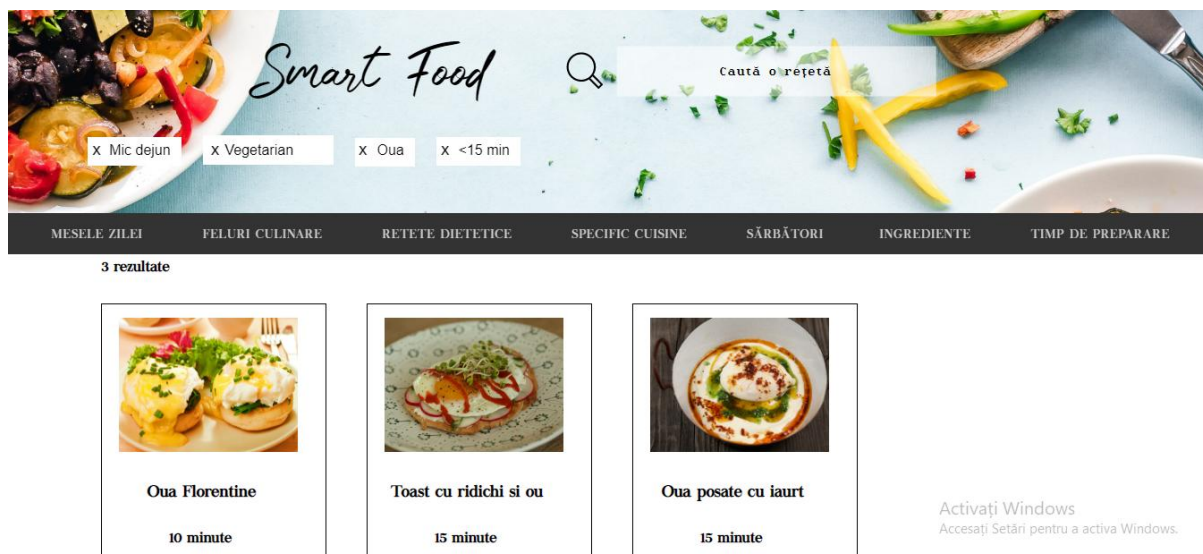 Smart Food
Caută o rețetă
x Mic dejun x Vegetarian x Oua x <15 min
MESELE ZILEI FELURI CULINARE RETETE DIETETICE SPECIFIC CUISINE SĂRBĂTORI INGREDIENTE TIMP DE PREPARARE
3 rezultate
Oua Florentine Toast cu ridichi si ou Oua posate cu iaurt
10 minute 15 minute 15 minute
Activați Windows
Accesați Setări pentru a activa Windows.